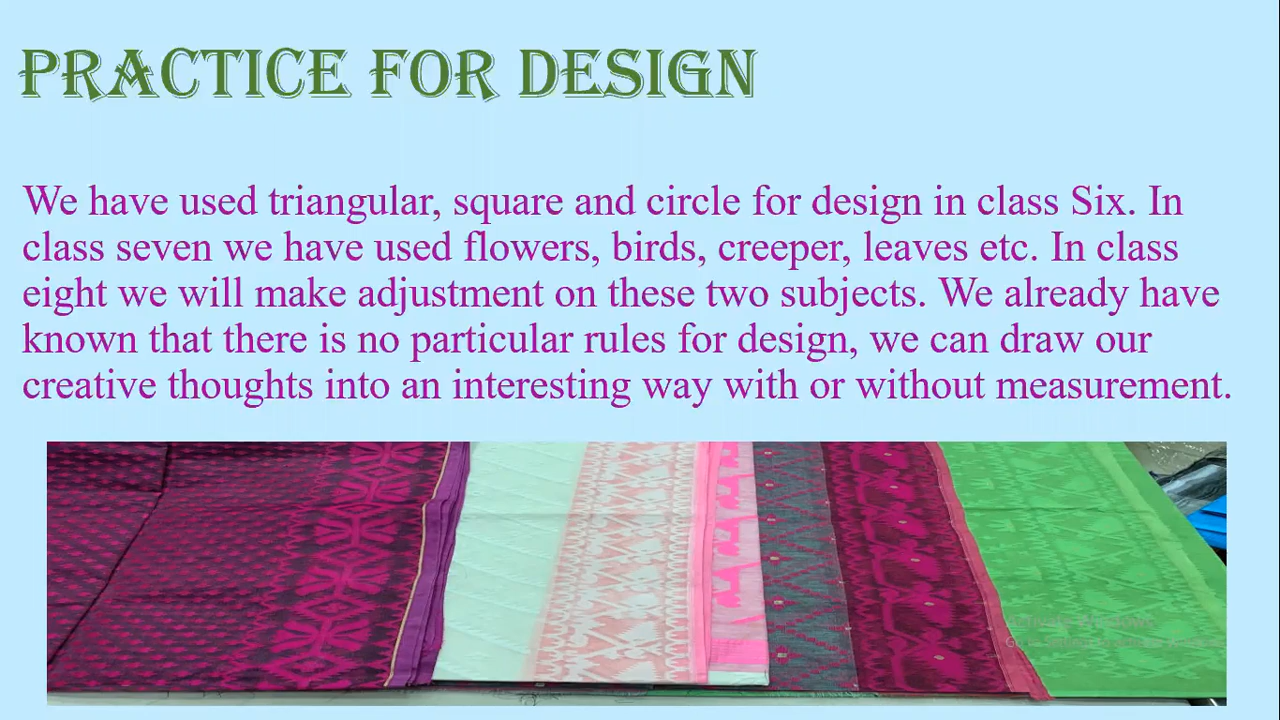 PRACTICE FOR DESIGN
We have used triangular, square and circle for design in class Six. In
class seven we have used flowers, birds, creeper, leaves etc. In class
eight we will make adjustment on these two subjects. We already have
known that there is no particular rules for design, we can draw our
creative thoughts into an interesting way with or without measurement.